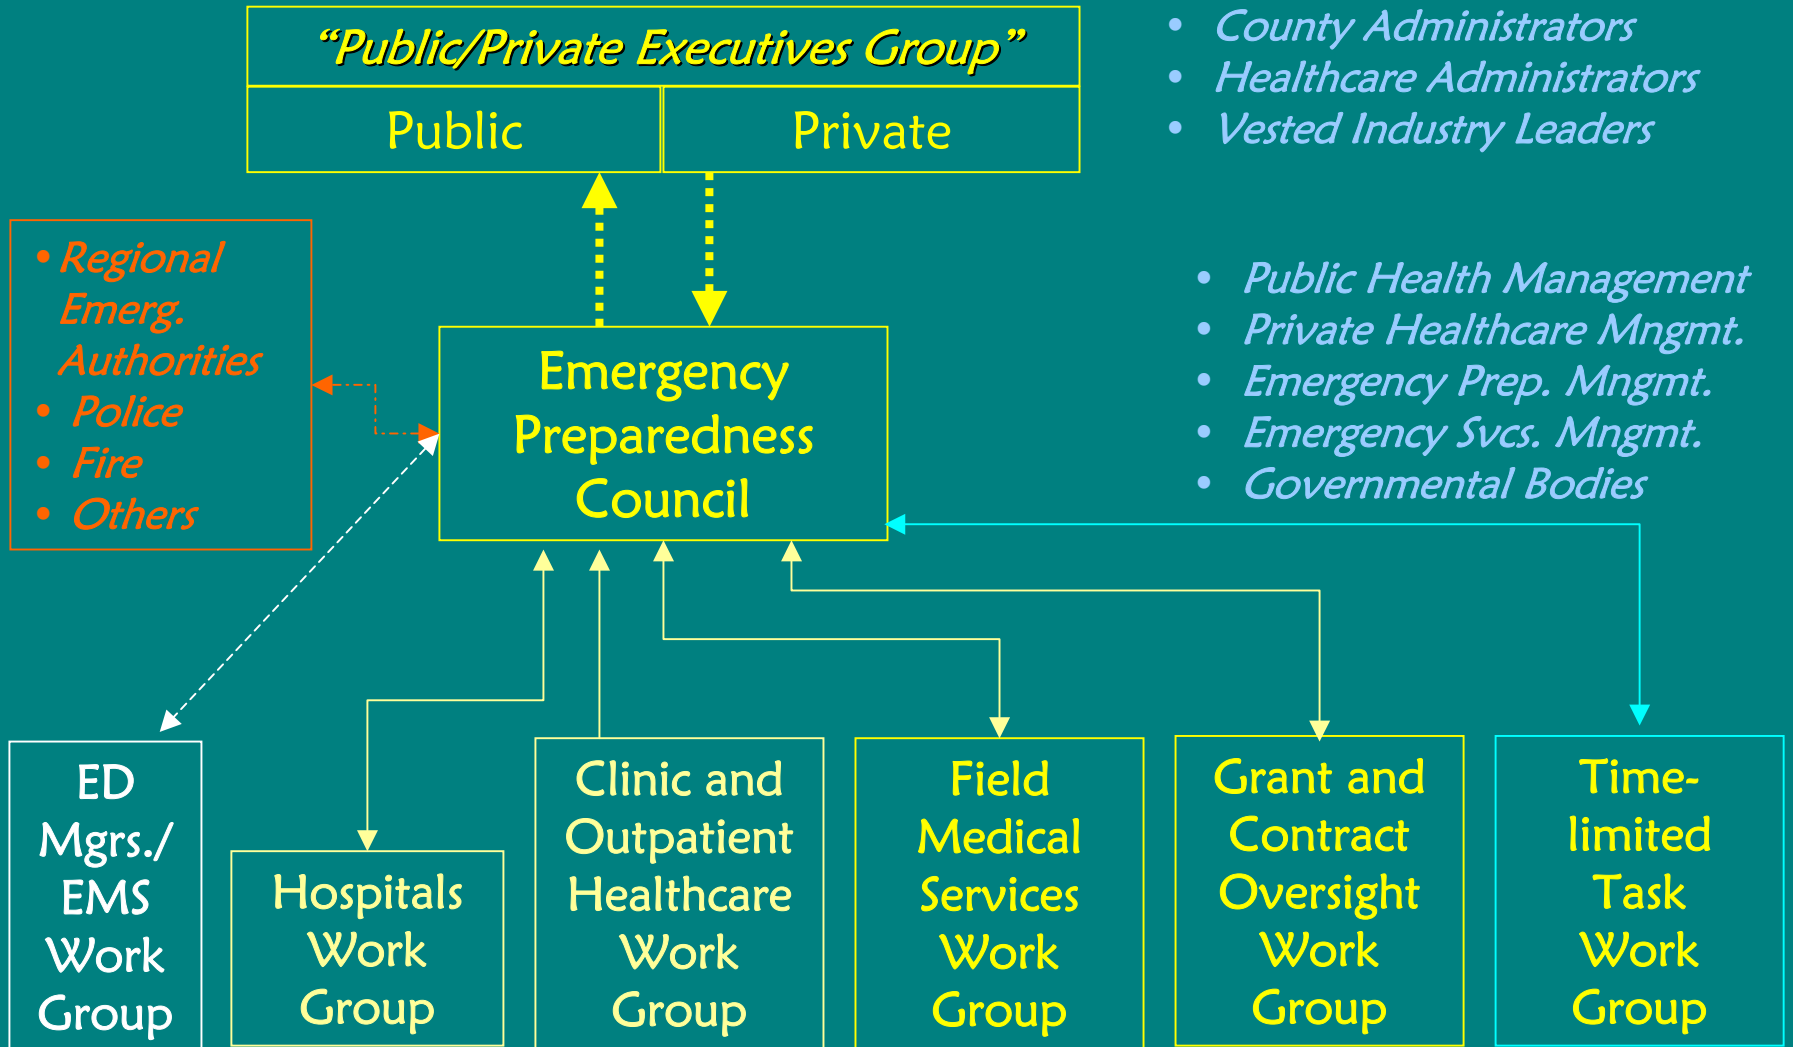 “Public/Private Executives Group”
Public
Private
• County Administrators
• Healthcare Administrators
• Vested Industry Leaders
• Regional
Emerg.
Authorities
• Police
• Fire
• Others
Emergency
Preparedness
Council
• Public Health Management
• Private Healthcare Mngmt.
• Emergency Prep. Mngmt.
• Emergency Svcs. Mngmt.
• Governmental Bodies
ED
Mgrs./
EMS
Work
Group
Hospitals
Work
Group
Clinic and
Outpatient
Healthcare
Work
Group
Field
Medical
Services
Work
Group
Grant and
Contract
Oversight
Work
Group
Time-
limited
Task
Work
Group